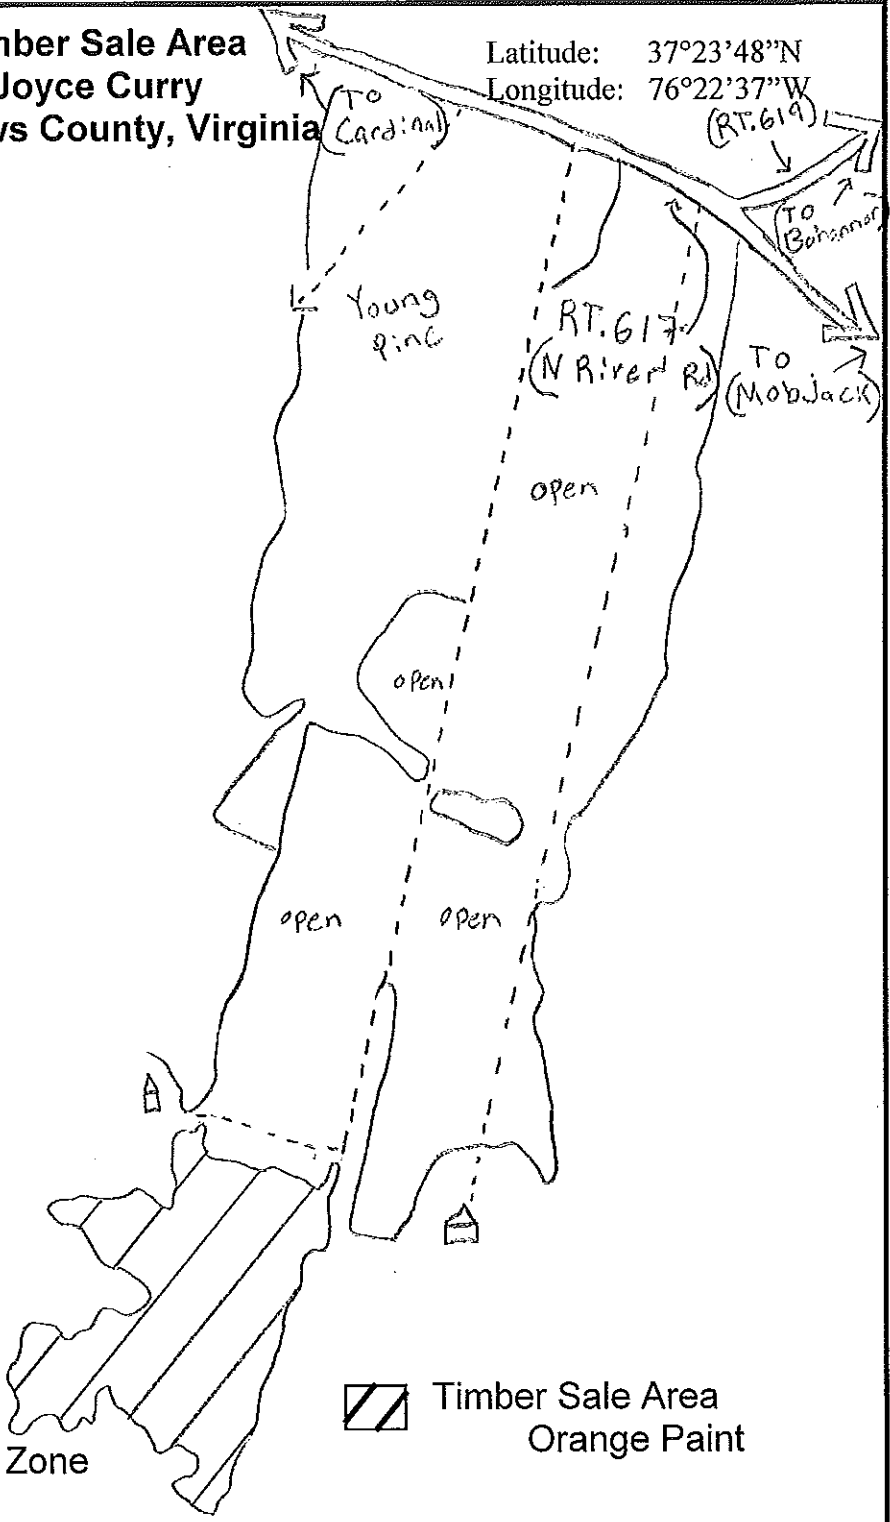 nber Sale Area
Joyce Curry
ws County, Virginia
Latitude: 37°23'48"N
Longitude: 76°22'37"W
(To
Cardinal)
(RT.619)
(TO
Bohannon)
Young
pine
RT.617
(N River Rd)
TO
(Mobjack)
open
open
open
open
Timber Sale Area
Orange Paint
Zone